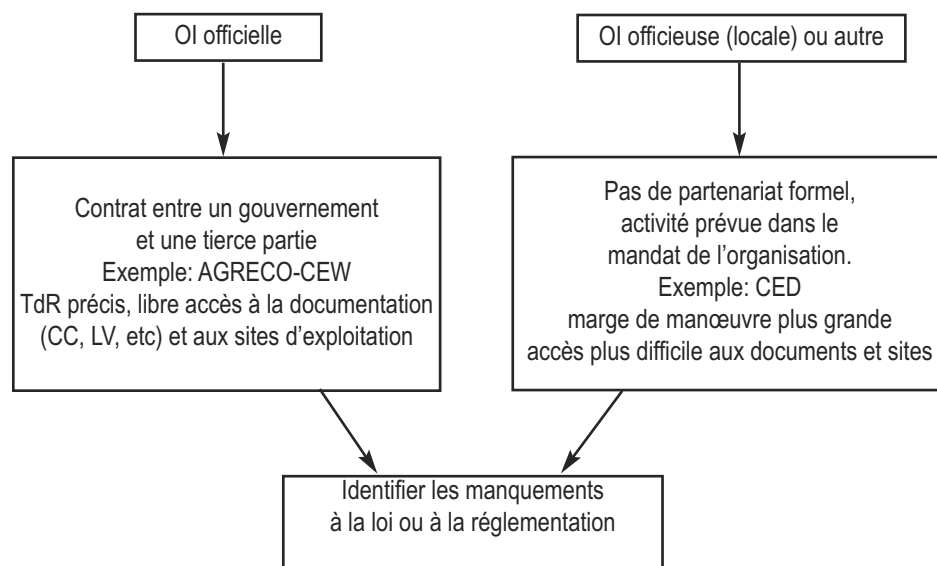 OI officielle
OI officieuse (locale) ou autre
Contrat entre un gouvernement
et une tierce partie
Exemple: AGRECO-CEW
TdR précis, libre accès à la documentation
(CC, LV, etc) et aux sites d’exploitation
Pas de partenariat formel,
activité prévue dans le
mandat de l’organisation.
Exemple: CED
marge de manœuvre plus grande
accès plus difficile aux documents et sites
Identifier les manquements
à la loi ou à la réglementation